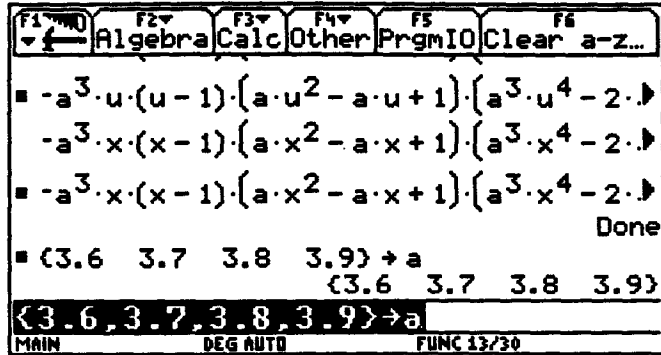 F1 F2 Algebra F3 Calc F4 Other F5 PrgmIO F6 Clear a-z…
▪ -a³·u·(u - 1)·(a·u² - a·u + 1)·(a³·u⁴ - 2·.▶
-a³·x·(x - 1)·(a·x² - a·x + 1)·(a³·x⁴ - 2·.▶
▪ -a³·x·(x - 1)·(a·x² - a·x + 1)·(a³·x⁴ - 2·.▶
Done
▪ {3.6 3.7 3.8 3.9} → a
{3.6 3.7 3.8 3.9}
{3.6,3.7,3.8,3.9}→a
MAIN DEG AUTO FUNC 13/30